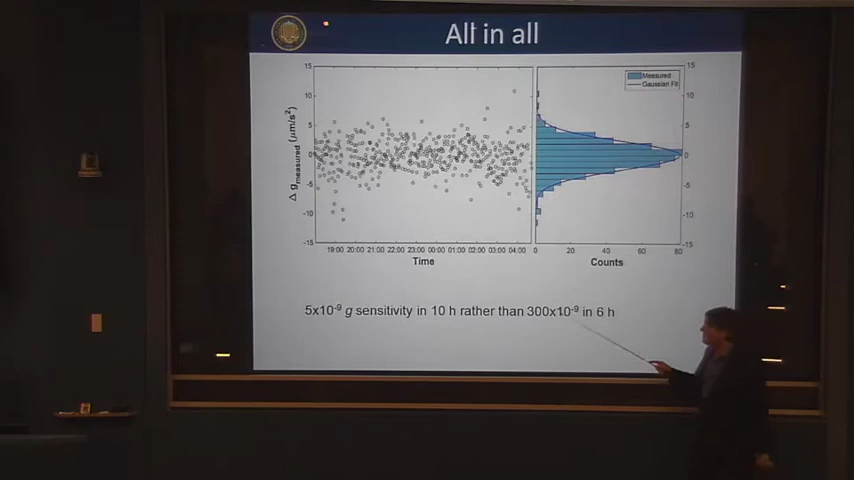 All in all
15
10
5
0
-5
-10
-15
Δ gmeasured (μm/s²)
19:00 20:00 21:00 22:00 23:00 00:00 01:00 02:00 03:00 04:00
Time
Measured
Gaussian Fit
15
10
5
0
-5
-10
-15
0 20 40 60 80
Counts
5x10⁻⁹ g sensitivity in 10 h rather than 300x10⁻⁹ in 6 h